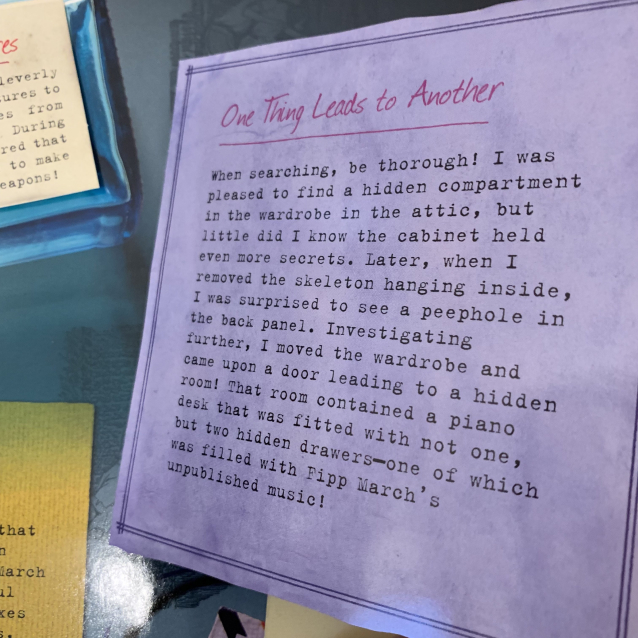 leverly
tures to
es from
During
red that
to make
eapons!
One Thing Leads to Another
When searching, be thorough! I was
pleased to find a hidden compartment
in the wardrobe in the attic, but
little did I know the cabinet held
even more secrets. Later, when I
removed the skeleton hanging inside,
I was surprised to see a peephole in
the back panel. Investigating
further, I moved the wardrobe and
came upon a door leading to a hidden
room! That room contained a piano
desk that was fitted with not one,
but two hidden drawers—one of which
was filled with Fipp March's
unpublished music!
that
n
March
ul
kes